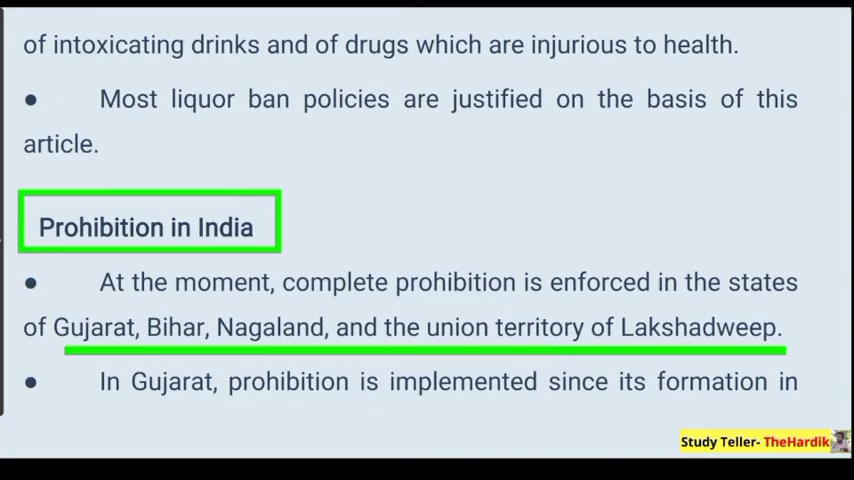 of intoxicating drinks and of drugs which are injurious to health.
● Most liquor ban policies are justified on the basis of this
article.
Prohibition in India
● At the moment, complete prohibition is enforced in the states
of Gujarat, Bihar, Nagaland, and the union territory of Lakshadweep.
● In Gujarat, prohibition is implemented since its formation in
Study Teller- TheHardik